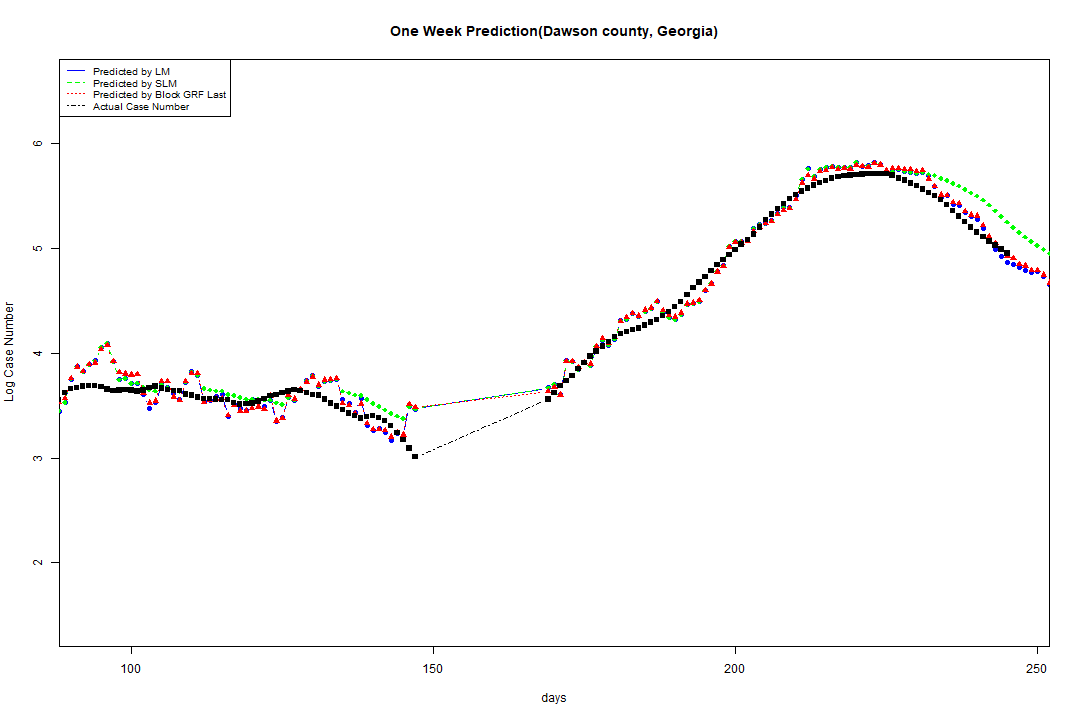 One Week Prediction(Dawson county, Georgia)
Predicted by LM
Predicted by SLM
Predicted by Block GRF Last
Actual Case Number
6
5
4
3
2
Log Case Number
100 150 200 250
days